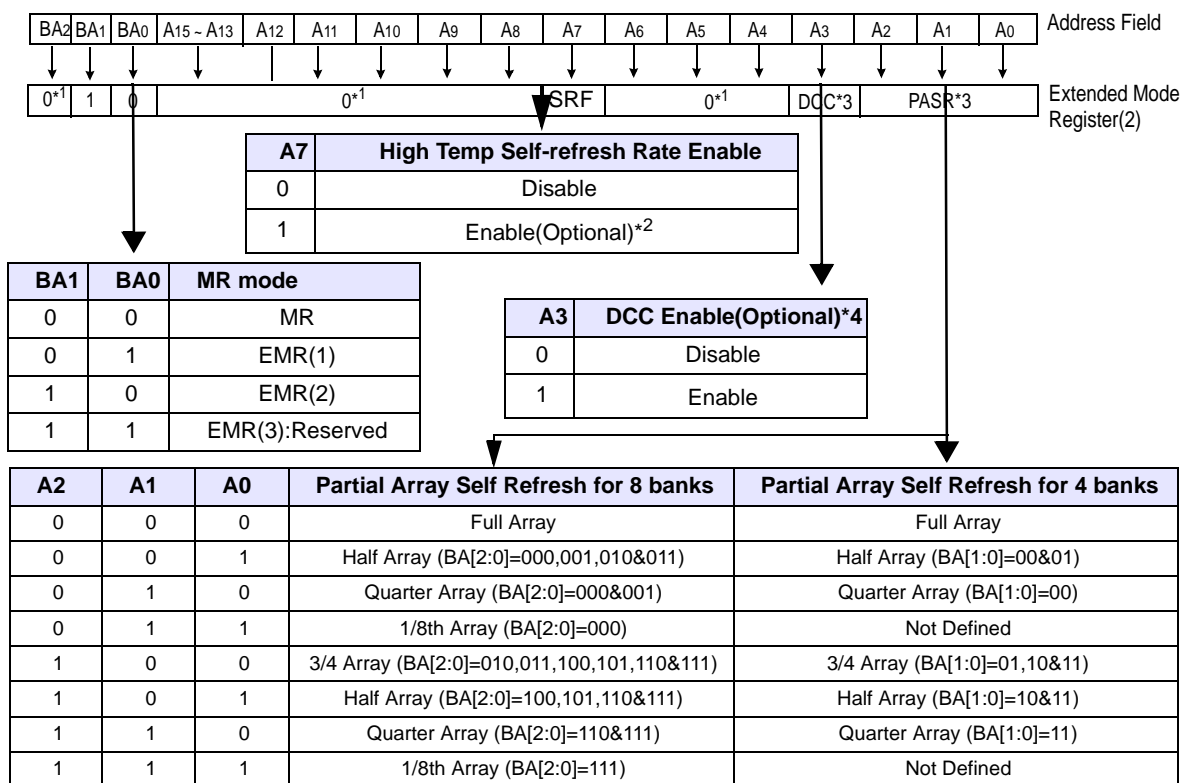 BA2 BA1 BA0 A15 ~ A13 A12 A11 A10 A9 A8 A7 A6 A5 A4 A3 A2 A1 A0 Address Field
0*1 1 0 0*1 SRF 0*1 DCC*3 PASR*3 Extended Mode
Register(2)
A7 High Temp Self-refresh Rate Enable
0 Disable
1 Enable(Optional)*2
BA1 BA0 MR mode
0 0 MR
0 1 EMR(1)
1 0 EMR(2)
1 1 EMR(3):Reserved
A3 DCC Enable(Optional)*4
0 Disable
1 Enable
A2 A1 A0 Partial Array Self Refresh for 8 banks Partial Array Self Refresh for 4 banks
0 0 0 Full Array Full Array
0 0 1 Half Array (BA[2:0]=000,001,010&011) Half Array (BA[1:0]=00&01)
0 1 0 Quarter Array (BA[2:0]=000&001) Quarter Array (BA[1:0]=00)
0 1 1 1/8th Array (BA[2:0]=000) Not Defined
1 0 0 3/4 Array (BA[2:0]=010,011,100,101,110&111) 3/4 Array (BA[1:0]=01,10&11)
1 0 1 Half Array (BA[2:0]=100,101,110&111) Half Array (BA[1:0]=10&11)
1 1 0 Quarter Array (BA[2:0]=110&111) Quarter Array (BA[1:0]=11)
1 1 1 1/8th Array (BA[2:0]=111) Not Defined